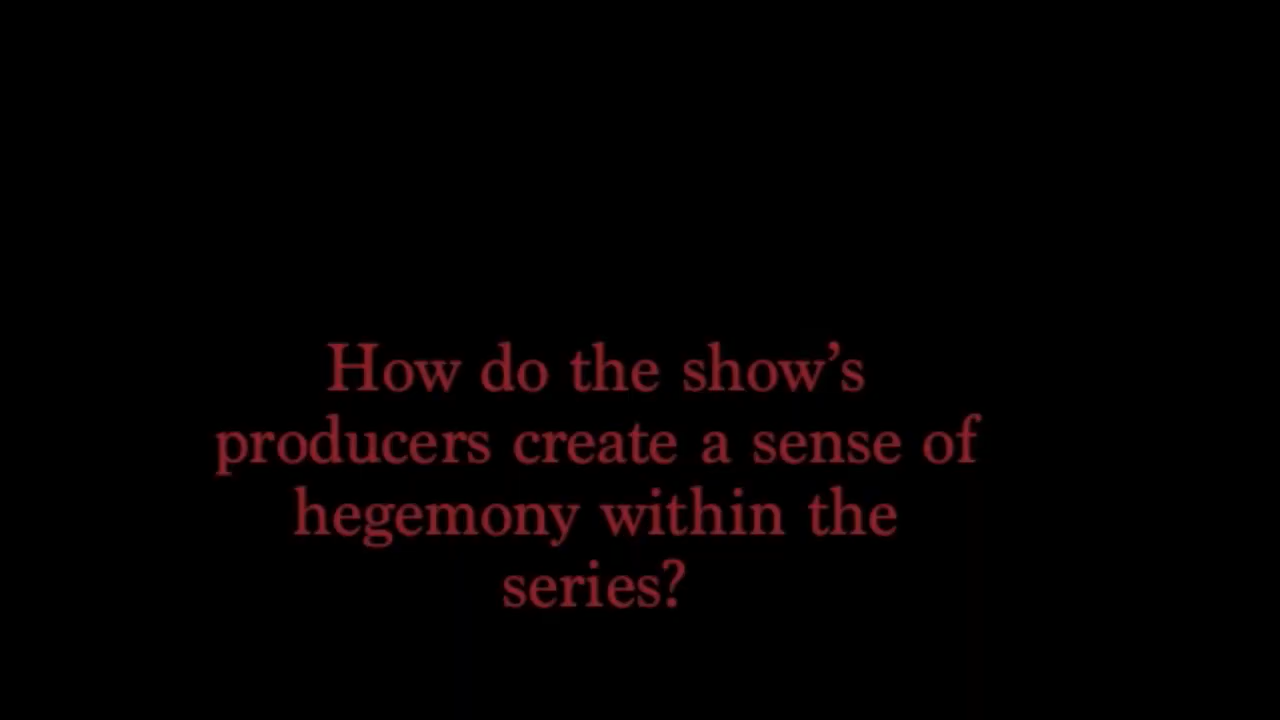 How do the show’s
producers create a sense of
hegemony within the
series?